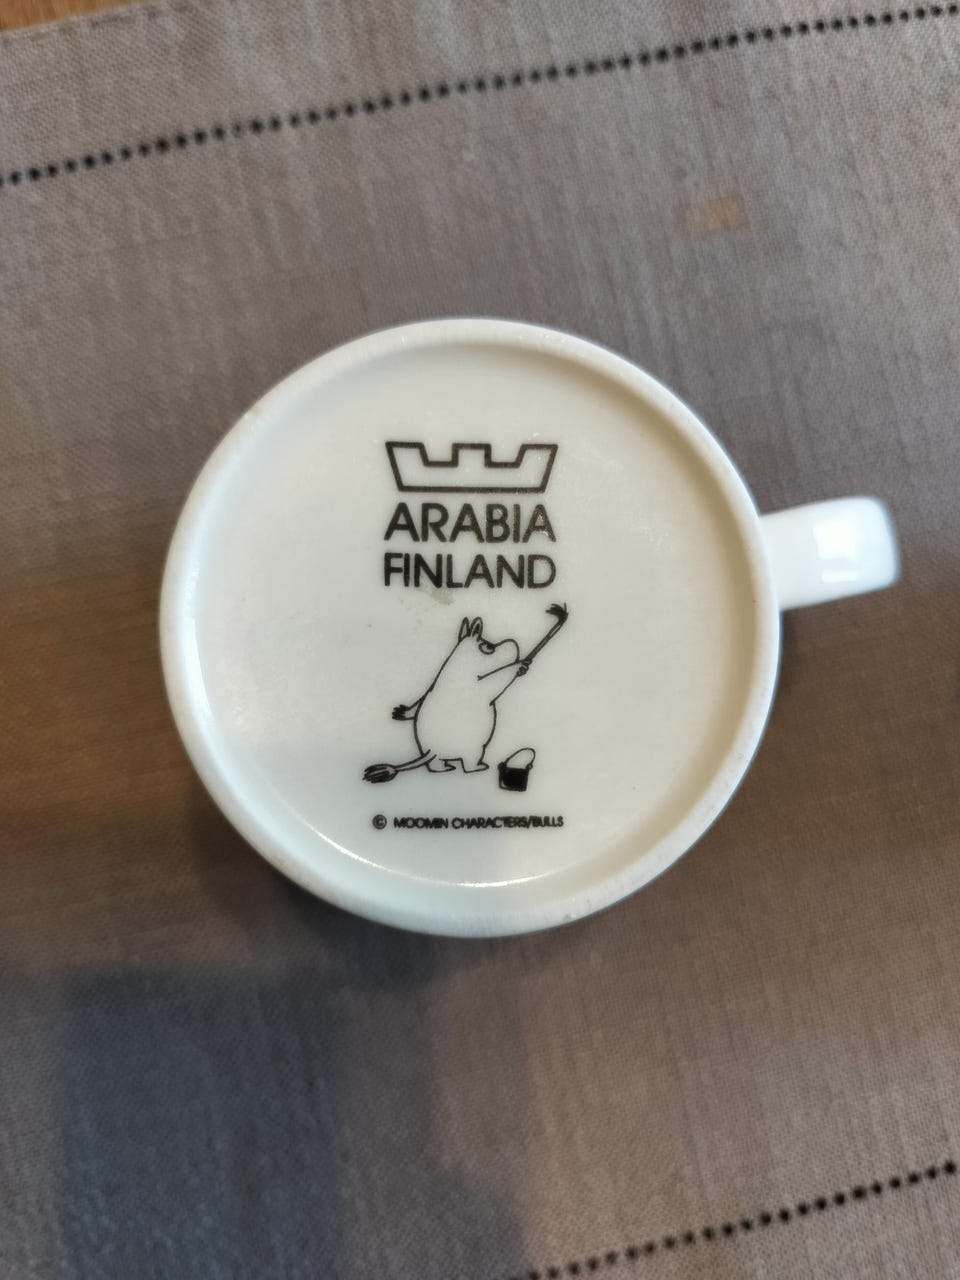 ARABIA
FINLAND
© MOOMIN CHARACTERS/BULLS